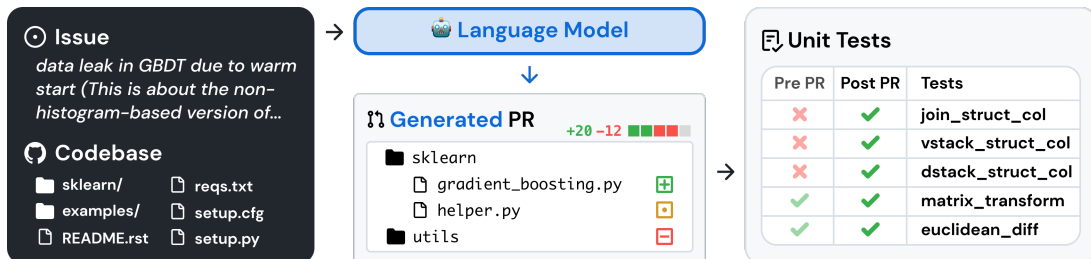 Issue
data leak in GBDT due to warm
start (This is about the non-
histogram-based version of...
Codebase
sklearn/
reqs.txt
examples/
setup.cfg
README.rst
setup.py
Language Model
Generated PR
+20 -12
sklearn
gradient_boosting.py
helper.py
utils
Unit Tests
Pre PR Post PR Tests
join_struct_col
vstack_struct_col
dstack_struct_col
matrix_transform
euclidean_diff